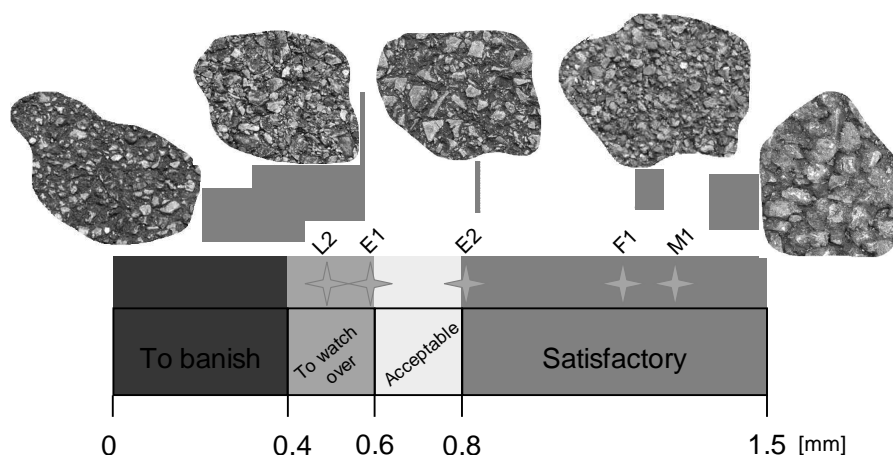 L2 E1 E2 F1 M1
To banish
To watch
over
Acceptable
Satisfactory
0 0.4 0.6 0.8 1.5 [mm]